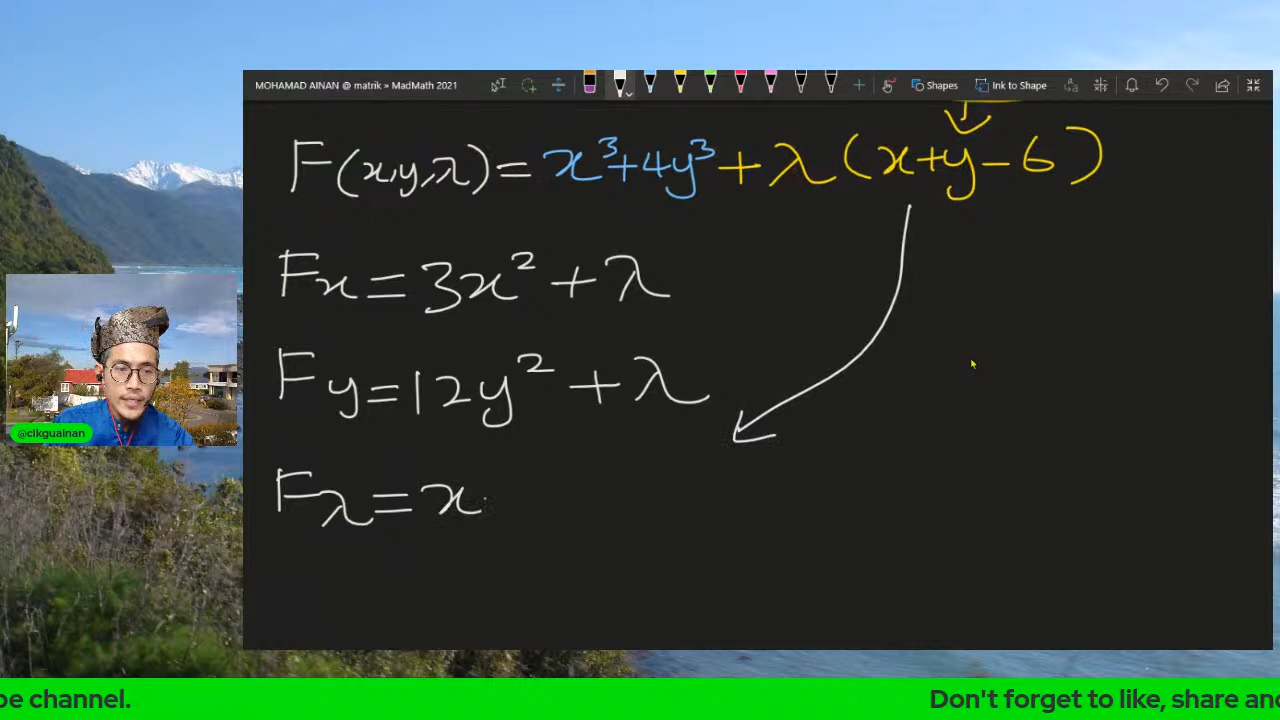 MOHAMAD AINAN @ matrik » MadMath 2021
Shapes
Ink to Shape
F(x,y,λ)= x³+4y³ + λ(x+y-6)
Fx=3x²+λ
Fy=12y²+λ
Fλ=x
@cikguainan
be channel.
Don't forget to like, share and